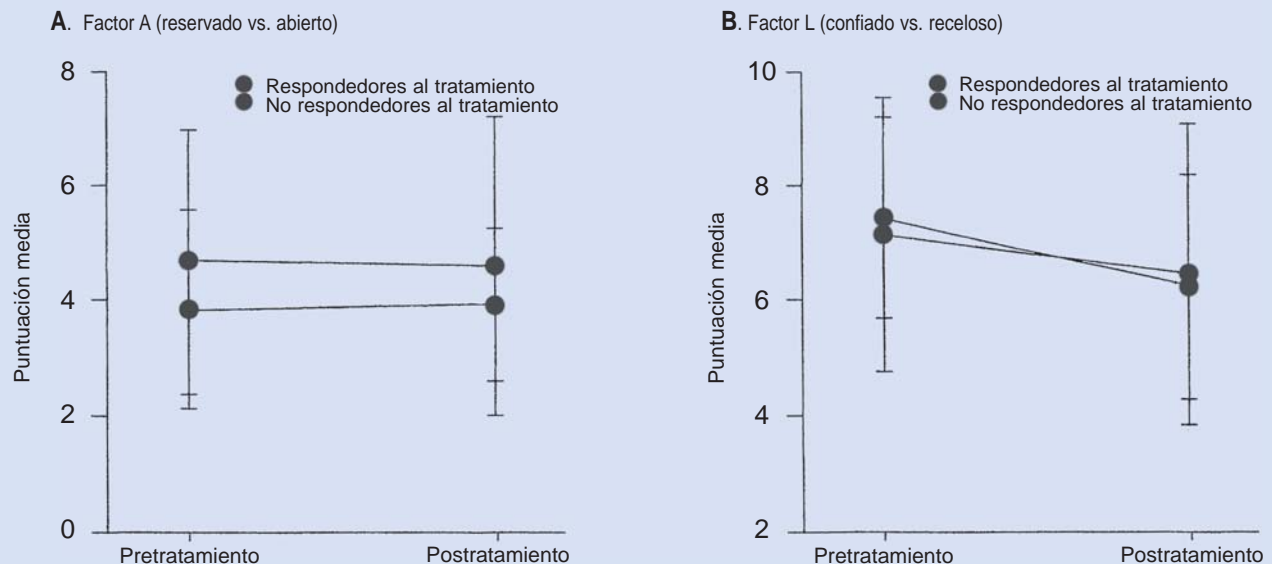 A. Factor A (reservado vs. abierto)
8
6
4
2
0
Puntuación media
Respondedores al tratamiento
No respondedores al tratamiento
Pretratamiento
Postratamiento
B. Factor L (confiado vs. receloso)
10
8
6
4
2
Puntuación media
Respondedores al tratamiento
No respondedores al tratamiento
Pretratamiento
Postratamiento